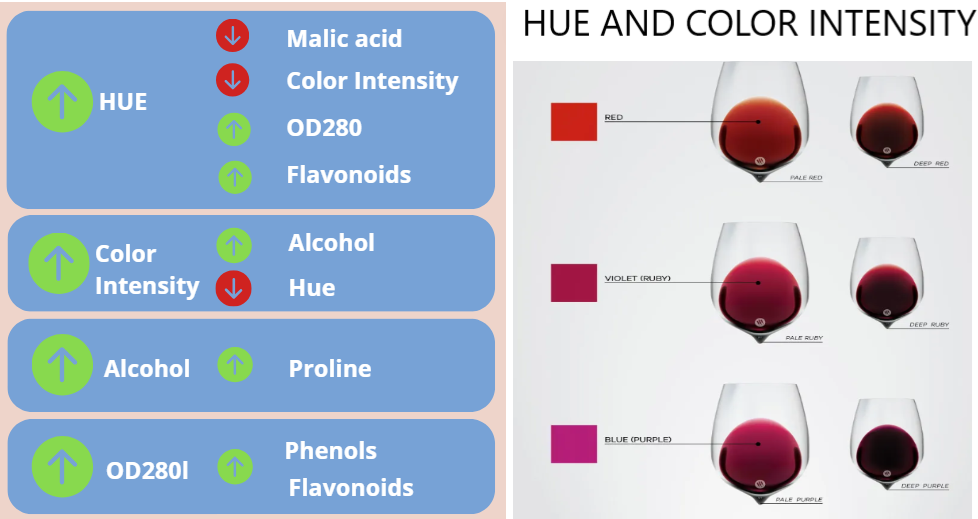 HUE
Malic acid
Color Intensity
OD280
Flavonoids
Color
Intensity
Alcohol
Hue
Alcohol
Proline
OD280l
Phenols
Flavonoids
HUE AND COLOR INTENSITY
RED
PALE RED
DEEP RED
VIOLET (RUBY)
PALE RUBY
DEEP RUBY
BLUE (PURPLE)
PALE PURPLE
DEEP PURPLE